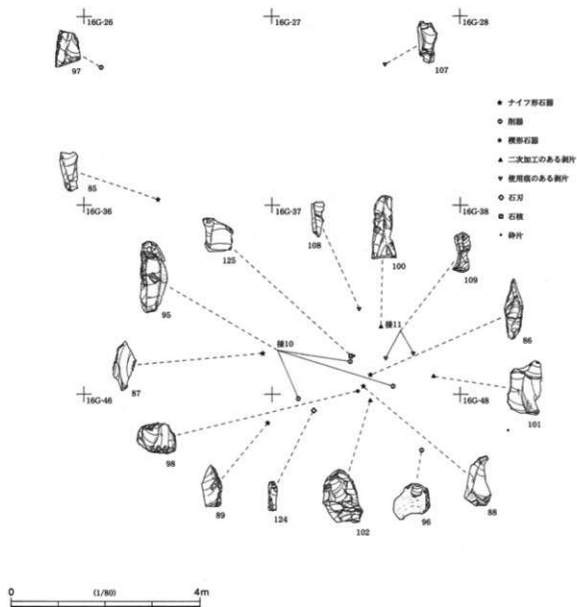 16G-26
16G-27
16G-28
97
107
★ ナイフ形石器
削器
楔形石器
▲ 二次加工のある剥片
使用痕のある剥片
石刃
石核
砕片
85
16G-36
16G-37
16G-38
125
108
100
109
95
接11
86
接10
87
16G-46
16G-48
101
98
89
124
102
96
88
0 (1/80) 4m